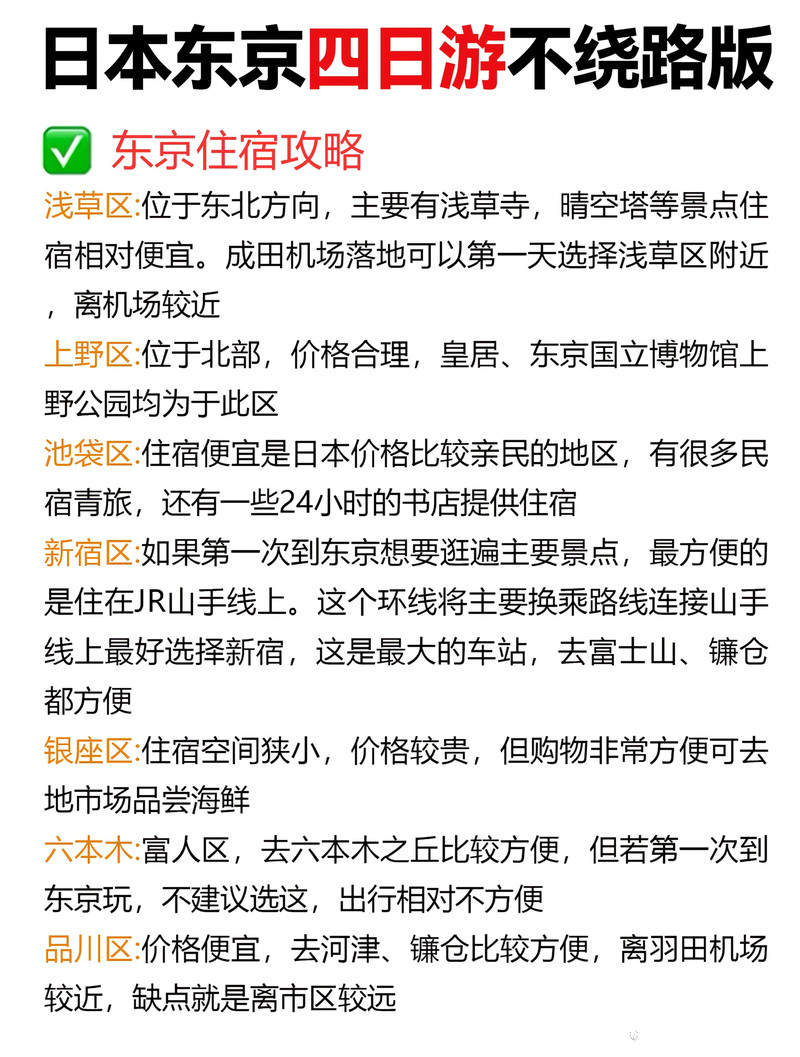 日本东京四日游不绕路版
✅ 东京住宿攻略
浅草区:位于东北方向，主要有浅草寺，晴空塔等景点住
宿相对便宜。成田机场落地可以第一天选择浅草区附近
，离机场较近
上野区:位于北部，价格合理，皇居、东京国立博物馆上
野公园均为于此区
池袋区:住宿便宜是日本价格比较亲民的地区，有很多民
宿青旅，还有一些24小时的书店提供住宿
新宿区:如果第一次到东京想要逛遍主要景点，最方便的
是住在JR山手线上。这个环线将主要换乘路线连接山手
线上最好选择新宿，这是最大的车站，去富士山、镰仓
都方便
银座区:住宿空间狭小，价格较贵，但购物非常方便可去
地市场品尝海鲜
六本木:富人区，去六本木之丘比较方便，但若第一次到
东京玩，不建议选这，出行相对不方便
品川区:价格便宜，去河津、镰仓比较方便，离羽田机场
较近，缺点就是离市区较远